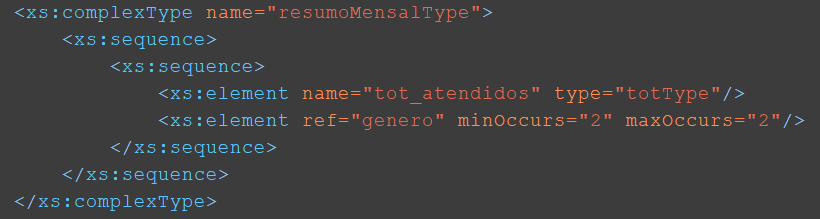 <xs:complexType name="resumoMensalType">
<xs:sequence>
<xs:sequence>
<xs:element name="tot_atendidos" type="totType"/>
<xs:element ref="genero" minOccurs="2" maxOccurs="2"/>
</xs:sequence>
</xs:sequence>
</xs:complexType>